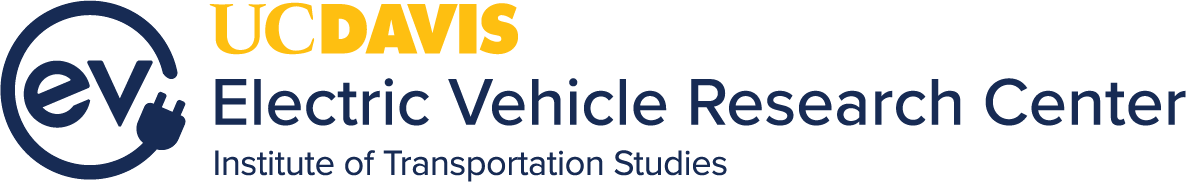 ev
UCDAVIS
Electric Vehicle Research Center
Institute of Transportation Studies